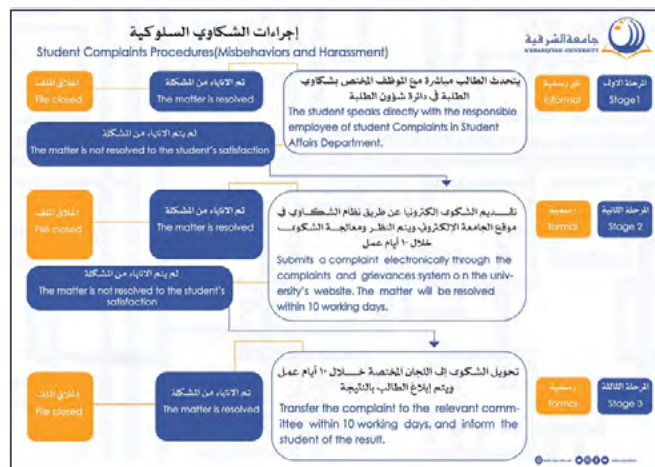 إجراءات الشكاوي السلوكية
Student Complaints Procedures(Misbehaviors and Harassment)
جامعة الشرقية
A'SHARQIYAH UNIVERSITY
المرحلة الاولى
Stage1
غير رسمية
Informal
يتحدث الطالب مباشرة مع الموظف المختص بشكاوي
الطلبة في دائرة شؤون الطلبة
The student speaks directly with the responsible
employee of student Complaints in Student
Affairs Department.
تم الانتهاء من المشكلة
The matter is resolved
إغلاق الملف
File closed
لم يتم الانتهاء من المشكلة
The matter is not resolved to the student's satisfaction
المرحلة الثانية
Stage 2
رسمية
formal
تقديم الشكوى إلكترونيا عن طريق نظام الشكاوي في
موقع الجامعة الإلكتروني ويتم النظر ومعالجة الشكوى
خلال ١٠ أيام عمل
Submits a complaint electronically through the
complaints and grievances system o n the univ-
ersity's website. The matter will be resolved
within 10 working days.
تم الانتهاء من المشكلة
The matter is resolved
إغلاق الملف
File closed
لم يتم الانتهاء من المشكلة
The matter is not resolved to the student's
satisfaction
المرحلة الثالثة
Stage 3
رسمية
formal
تحويل الشكوى إلى اللجان المختصة خلال ١٠ أيام عمل
ويتم إبلاغ الطالب بالنتيجة
Transfer the complaint to the relevant comm-
ittee within 10 working days, and inform the
student of the result.
تم الانتهاء من المشكلة
The matter is resolved
إغلاق الملف
File closed